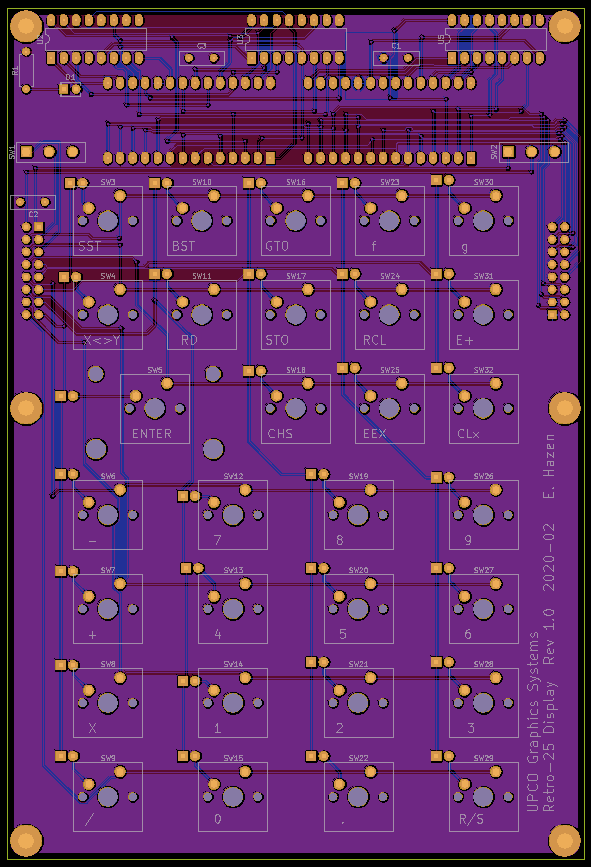 U2
U3
U5
C3
C1
R1
D1
SW1
SW2
C2
SW3
SST
SW10
BST
SW16
GTO
SW23
f
SW30
g
SW4
X<>Y
SW11
RD
SW17
STO
SW24
RCL
SW31
E+
SW5
ENTER
SW18
CHS
SW25
EEX
SW32
CLx
SW6
-
SW12
7
SW19
8
SW26
9
SW7
+
SW13
4
SW20
5
SW27
6
SW8
X
SW14
1
SW21
2
SW28
3
SW9
/
SW15
0
SW22
.
SW29
R/S
UPCO Graphics Systems
Retro-25 Display Rev 1.0 2020-02 E. Hazen